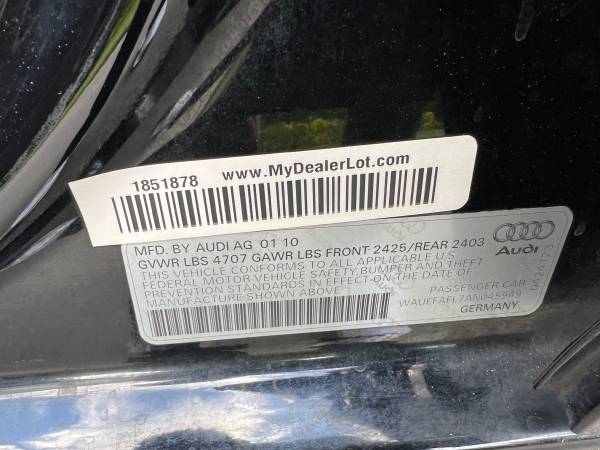 1851878 www.MyDealerLot.com
MFD. BY AUDI AG 01 10
GVWR LBS 4707 GAWR LBS FRONT 2425/REAR 2403
THIS VEHICLE CONFORMS TO ALL APPLICABLE U.S
FEDERAL MOTOR VEHICLE SAFETY BUMPER AND THEFT
PREVENTION STANDARDS IN EFFECT ON THE DATE OF
MANUFACTURE SHOWN ABOVE
PASSENGER CAR
WAUEFAFL7AN045949
GERMANY
Audi